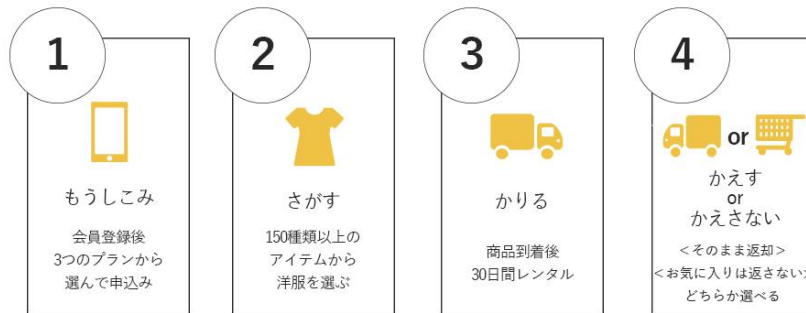 1
もうしこみ
会員登録後
3つのプランから
選んで申込み
2
さがす
150種類以上の
アイテムから
洋服を選ぶ
3
かりる
商品到着後
30日間レンタル
4
or
かえす
or
かえさない
<そのまま返却>
<お気に入りは返さない
どちらか選べる